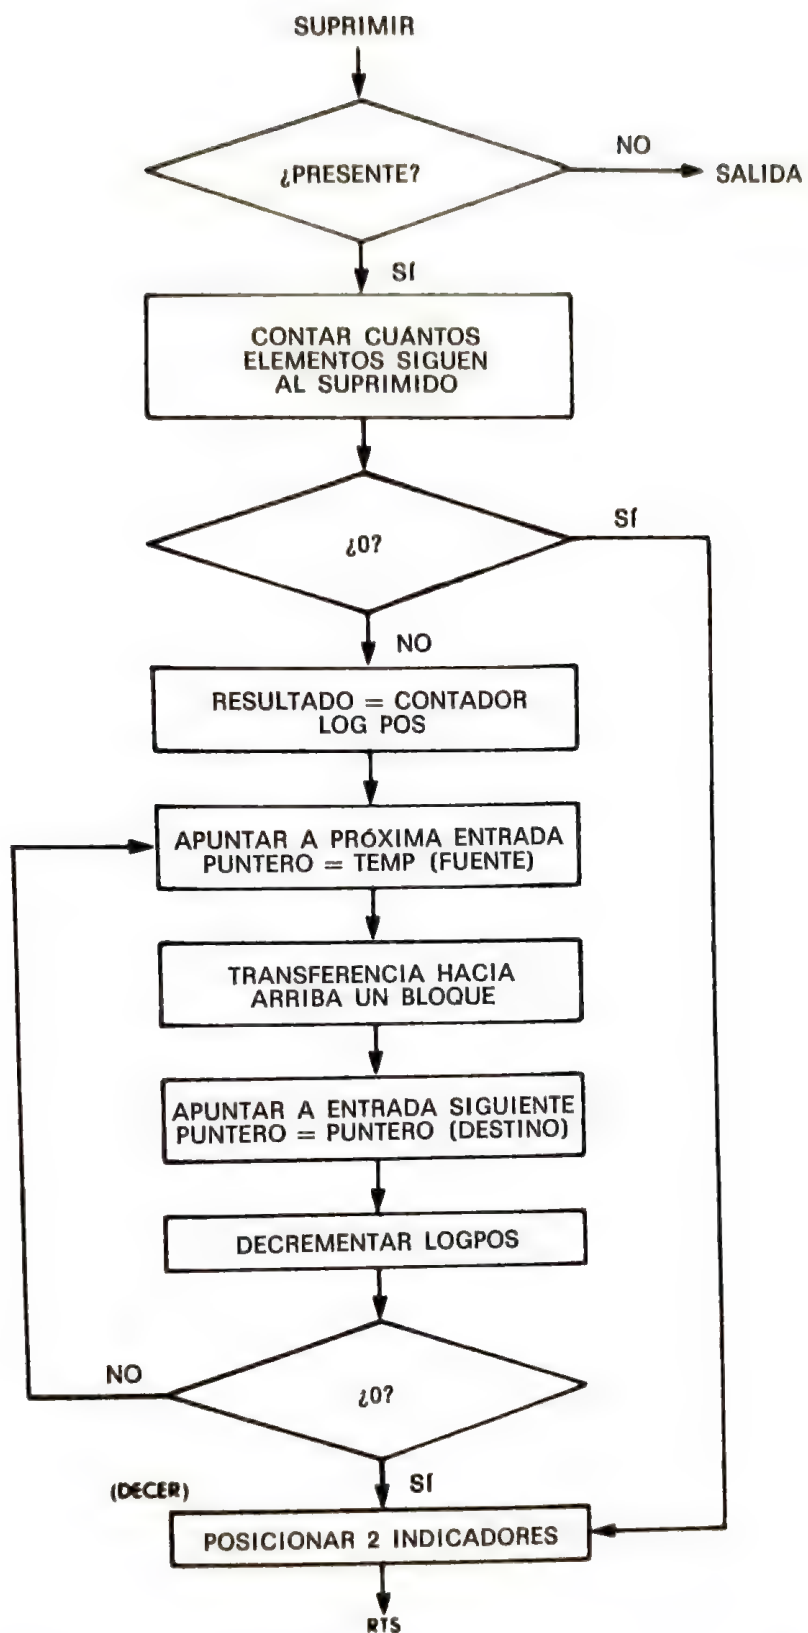 SUPRIMIR
¿PRESENTE?
NO
SALIDA
SÍ
CONTAR CUÁNTOS
ELEMENTOS SIGUEN
AL SUPRIMIDO
¿0?
SÍ
NO
RESULTADO = CONTADOR
LOG POS
APUNTAR A PRÓXIMA ENTRADA
PUNTERO = TEMP (FUENTE)
TRANSFERENCIA HACIA
ARRIBA UN BLOQUE
APUNTAR A ENTRADA SIGUIENTE
PUNTERO = PUNTERO (DESTINO)
DECREMENTAR LOGPOS
NO
¿0?
SÍ
(DECER)
POSICIONAR 2 INDICADORES
RTS